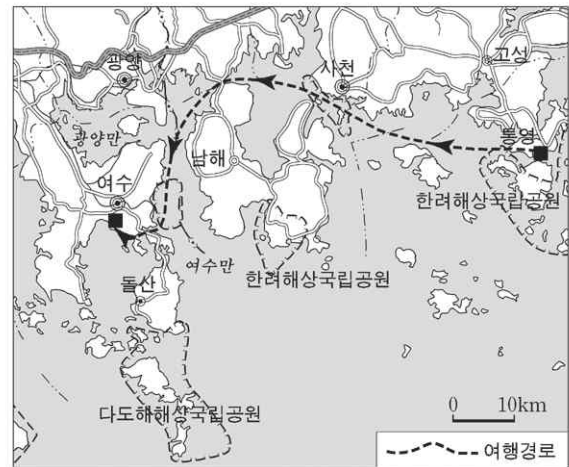 고성
광양
사천
통영
광양만
남해
여수
한려해상국립공원
여수만
한려해상국립공원
돌산
다도해해상국립공원
0 10km
여행경로